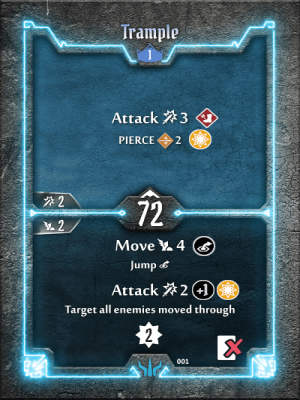 Trample
1
Attack 3
PIERCE 2
2
72
2
Move 4
Jump
Attack 2 +1
Target all enemies moved through
2
001